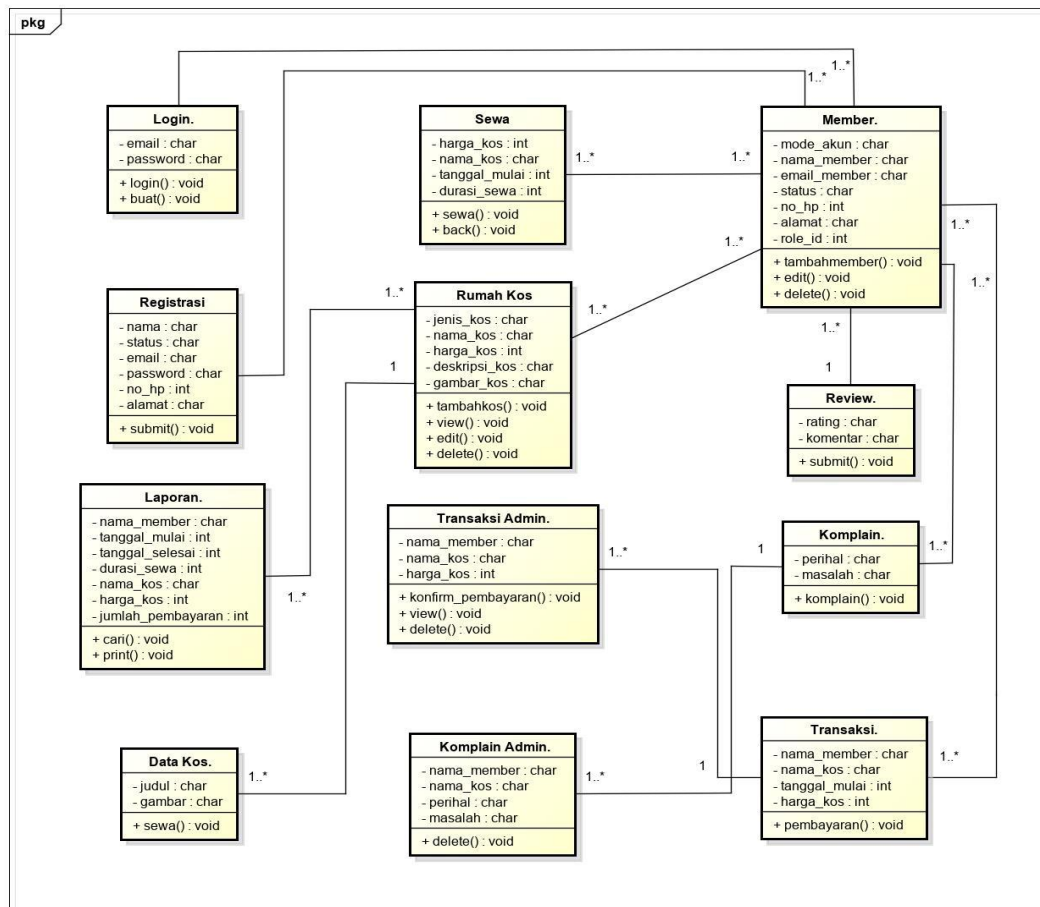 pkg
1..*
1..*
Login.
- email : char
- password : char
+ login() : void
+ buat() : void
Sewa
- harga_kos : int
- nama_kos : char
- tanggal_mulai : int
- durasi_sewa : int
+ sewa() : void
+ back() : void
1..*
1..*
Member.
- mode_akun : char
- nama_member : char
- email_member : char
- status : char
- no_hp : int
- alamat : char
- role_id : int
+ tambahmember() : void
+ edit() : void
+ delete() : void
1..*
1..*
1..*
1..*
Registrasi
- nama : char
- status : char
- email : char
- password : char
- no_hp : int
- alamat : char
+ submit() : void
1..*
1
Rumah Kos
- jenis_kos : char
- nama_kos : char
- harga_kos : int
- deskripsi_kos : char
- gambar_kos : char
+ tambahkos() : void
+ view() : void
+ edit() : void
+ delete() : void
1..*
1
Review.
- rating : char
- komentar : char
+ submit() : void
Laporan.
- nama_member : char
- tanggal_mulai : int
- tanggal_selesai : int
- durasi_sewa : int
- nama_kos : char
- harga_kos : int
- jumlah_pembayaran : int
+ cari() : void
+ print() : void
1..*
Transaksi Admin.
- nama_member : char
- nama_kos : char
- harga_kos : int
+ konfirm_pembayaran() : void
+ view() : void
+ delete() : void
1..*
1
Komplain.
- perihal : char
- masalah : char
+ komplain() : void
1..*
Data Kos.
- judul : char
- gambar : char
+ sewa() : void
1..*
Komplain Admin.
- nama_member : char
- nama_kos : char
- perihal : char
- masalah : char
+ delete() : void
1..*
1
Transaksi.
- nama_member : char
- nama_kos : char
- tanggal_mulai : int
- harga_kos : int
+ pembayaran() : void
1..*